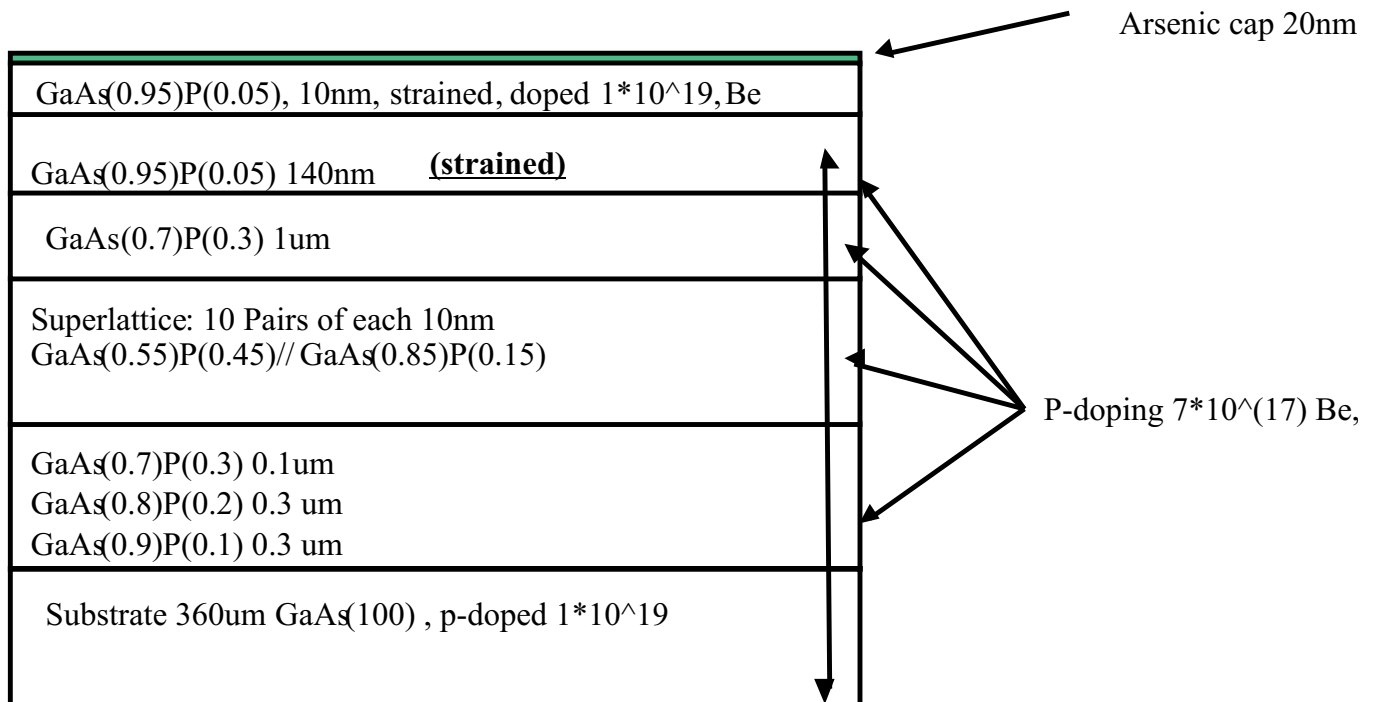 Arsenic cap 20nm
GaAs(0.95)P(0.05), 10nm, strained, doped 1*10^19, Be
GaAs(0.95)P(0.05) 140nm (strained)
GaAs(0.7)P(0.3) 1um
Superlattice: 10 Pairs of each 10nm
GaAs(0.55)P(0.45)// GaAs(0.85)P(0.15)
P-doping 7*10^(17) Be,
GaAs(0.7)P(0.3) 0.1um
GaAs(0.8)P(0.2) 0.3 um
GaAs(0.9)P(0.1) 0.3 um
Substrate 360um GaAs(100) , p-doped 1*10^19